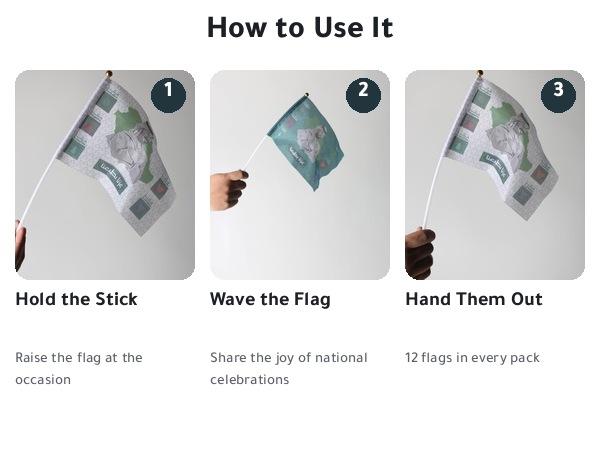 How to Use It
1
2
3
Hold the Stick
Wave the Flag
Hand Them Out
Raise the flag at the
occasion
Share the joy of national
celebrations
12 flags in every pack